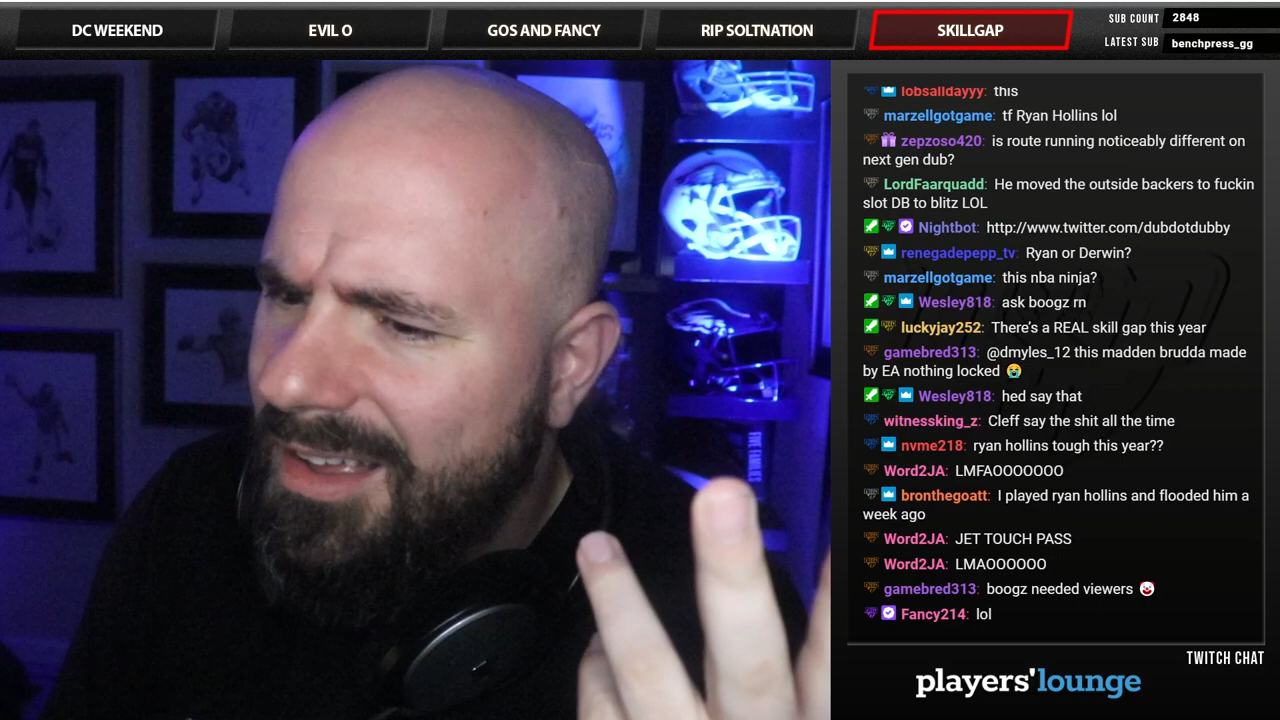 DC WEEKEND
EVIL O
GOS AND FANCY
RIP SOLTNATION
SKILLGAP
SUB COUNT 2848
LATEST SUB benchpress_gg
lobsalldayyy: this
marzellgotgame: tf Ryan Hollins lol
zepzoso420: is route running noticeably different on
next gen dub?
LordFaarquadd: He moved the outside backers to fuckin
slot DB to blitz LOL
Nightbot: http://www.twitter.com/dubdotdubby
renegadepepp_tv: Ryan or Derwin?
marzellgotgame: this nba ninja?
Wesley818: ask boogz rn
luckyjay252: There's a REAL skill gap this year
gamebred313: @dmyles_12 this madden brudda made
by EA nothing locked 😭
Wesley818: hed say that
witnessking_z: Cleff say the shit all the time
nvme218: ryan hollins tough this year??
Word2JA: LMFAOOOOOOO
bronthegoatt: I played ryan hollins and flooded him a
week ago
Word2JA: JET TOUCH PASS
Word2JA: LMAOOOOOO
gamebred313: boogz needed viewers 🤡
Fancy214: lol
TWITCH CHAT
players'lounge
FIVE FAMILIES